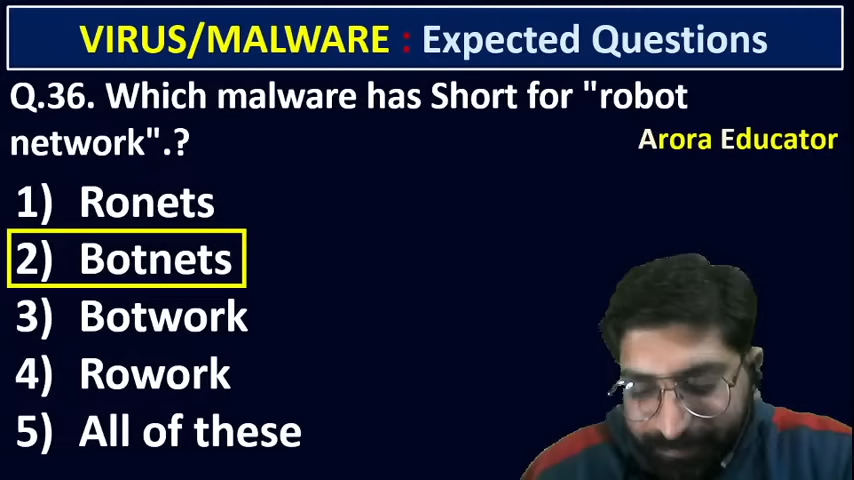 VIRUS/MALWARE : Expected Questions
Q.36. Which malware has Short for "robot
network".?
Arora Educator
1) Ronets
2) Botnets
3) Botwork
4) Rowork
5) All of these